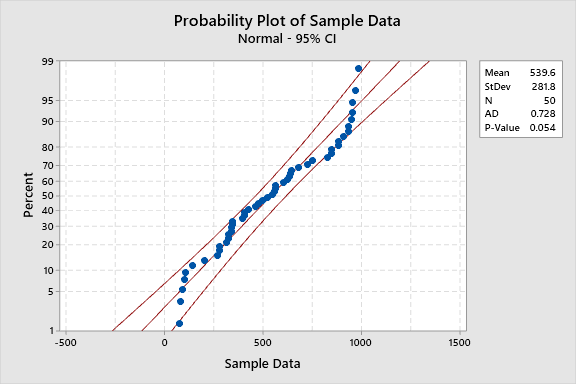 Probability Plot of Sample Data
Normal - 95% CI
Mean 539.6
StDev 281.8
N 50
AD 0.728
P-Value 0.054
Percent
99
95
90
80
70
60
50
40
30
20
10
5
1
-500 0 500 1000 1500
Sample Data